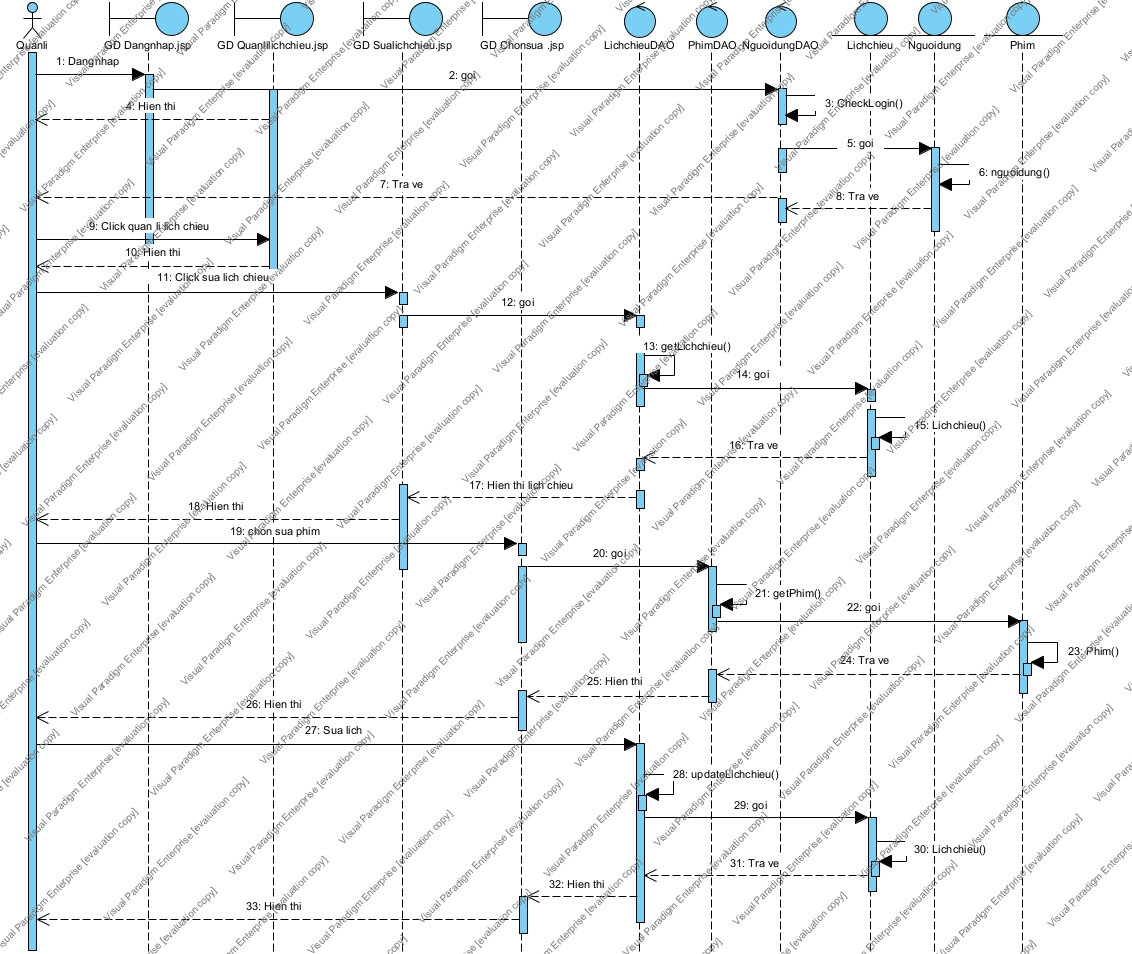 Quanli
GD Dangnhap.jsp
GD Quanlilichchieu.jsp
GD Sualichchieu.jsp
GD Chonsua .jsp
LichchieuDAO
PhimDAO
NguoidungDAO
Lichchieu
Nguoidung
Phim
1: Dangnhap
2: goi
3: CheckLogin()
4: Hien thi
5: goi
6: nguoidung()
7: Tra ve
8: Tra ve
9: Click quan li lich chieu
10: Hien thi
11: Click sua lich chieu
12: goi
13: getLichchieu()
14: goi
15: Lichchieu()
16: Tra ve
17: Hien thi lich chieu
18: Hien thi
19: chon sua phim
20: goi
21: getPhim()
22: goi
23: Phim()
24: Tra ve
25: Hien thi
26: Hien thi
27: Sua lich
28: updateLichchieu()
29: goi
30: Lichchieu()
31: Tra ve
32: Hien thi
33: Hien thi
Visual Paradigm Enterprise [evaluation copy]